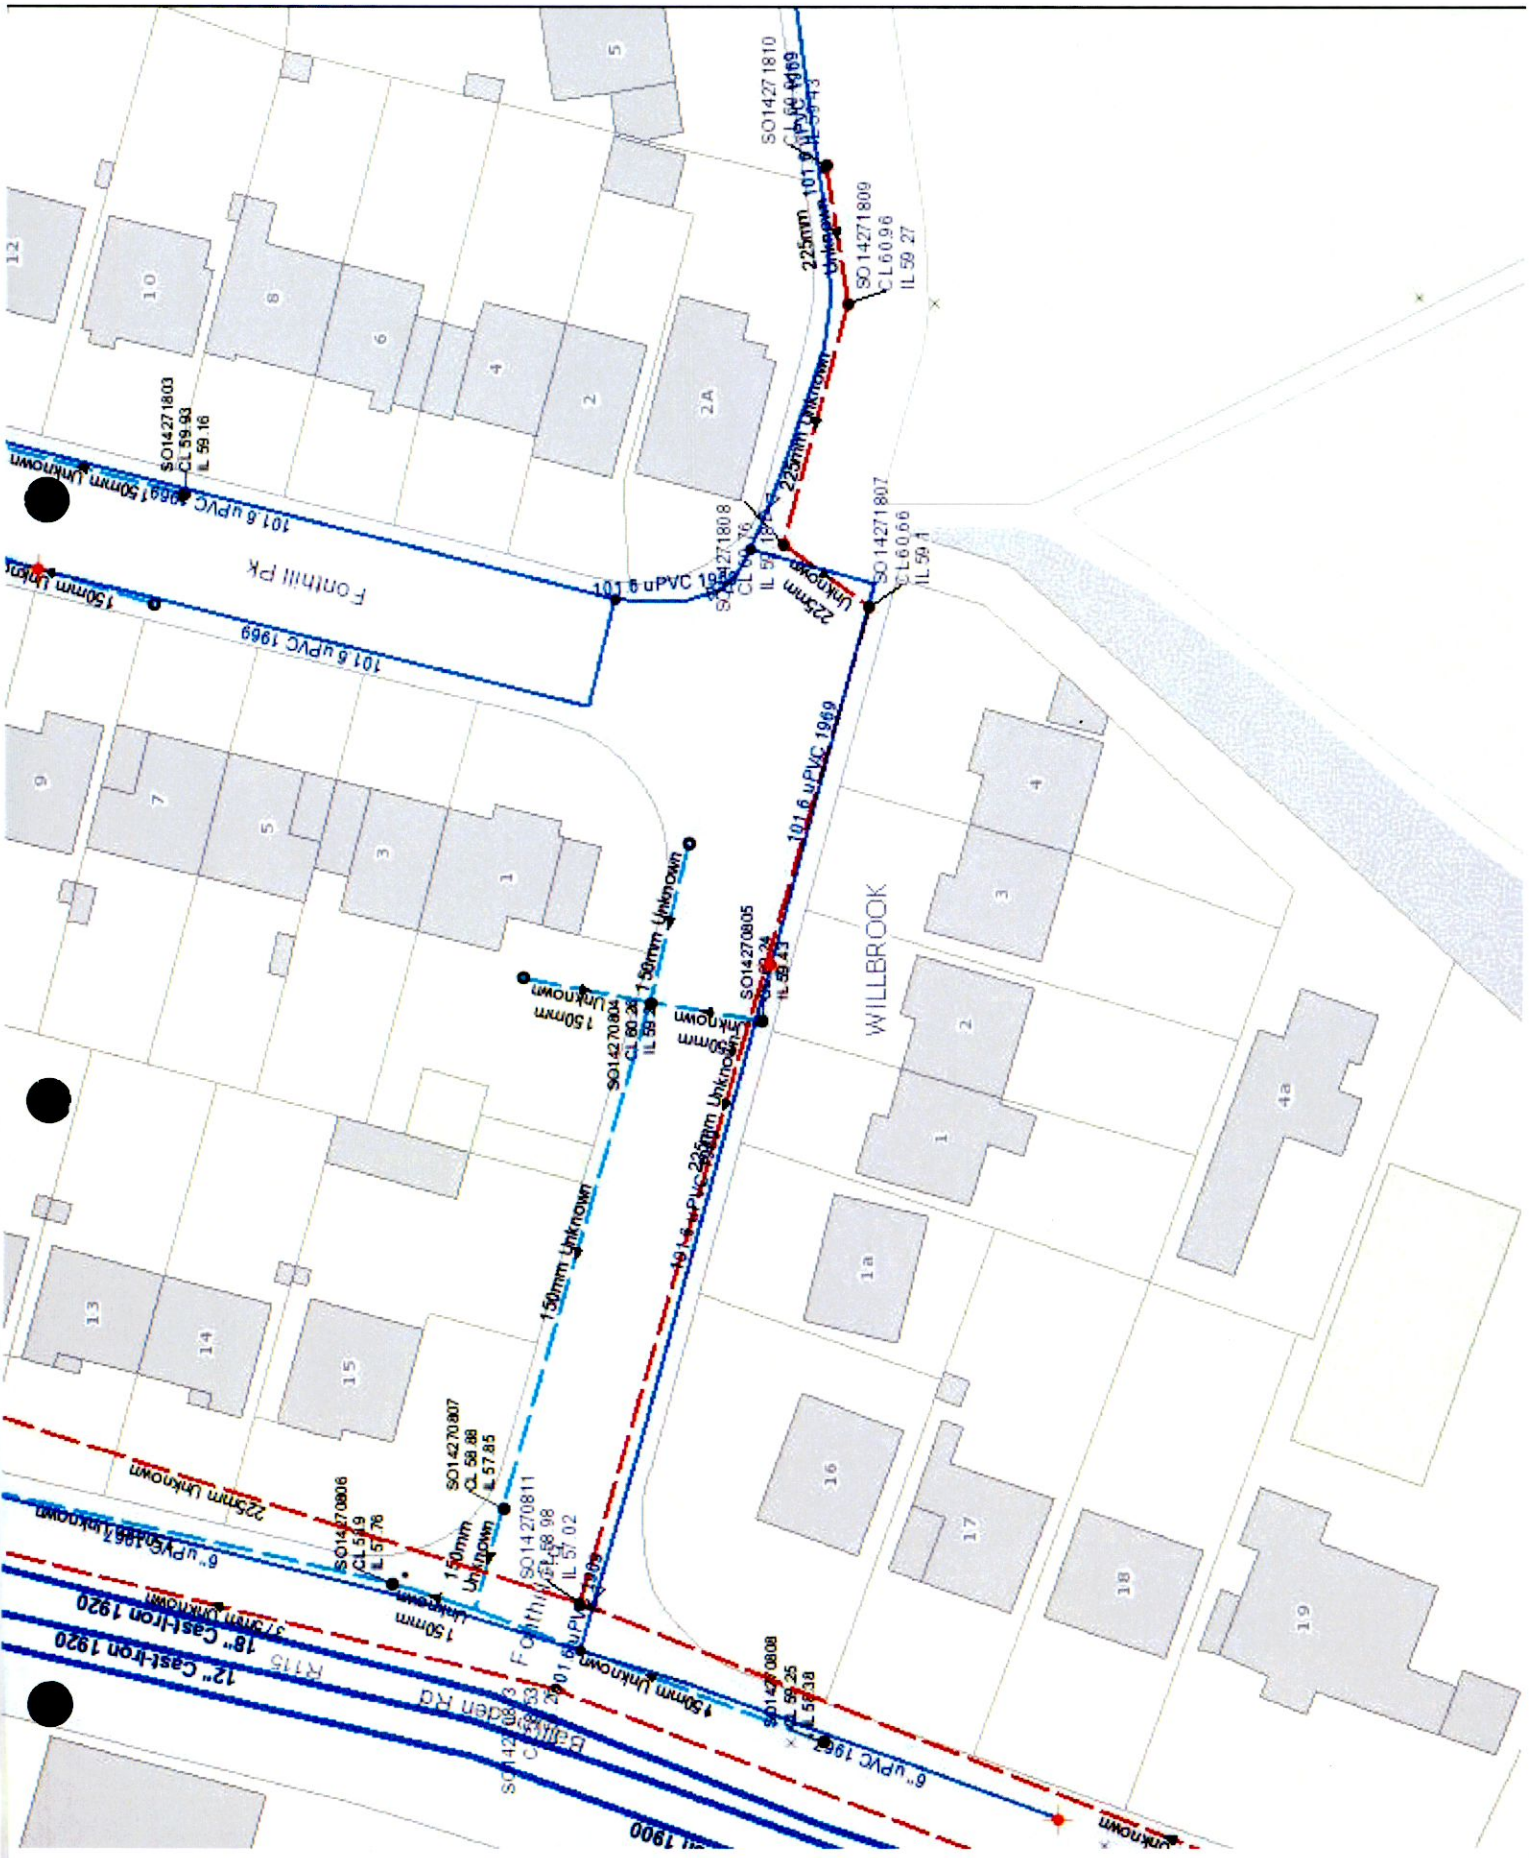 5
SO14271810
225mm
Unknown
SO14271809
CL 60.96
IL 59.27
12
10
8
6
4
2
2A
SO14271803
CL 59.93
IL 59.16
Unknown
150mm Unknown
101.6 uPVC 1969
Fonthill Pk
150mm
101.6 uPVC 1969
101.6 uPVC
225mm Unknown
SO14271808
SO14271807
CL 60.66
IL 59.1
Unknown
225mm
9
7
5
3
1
101.6 uPVC 1969
4
3
2
1
1a
4a
WILLBROOK
150mm Unknown
150mm
Unknown
SO14270804
CL 60.26
SO14270805
IL 59.43
Unknown
225mm Unknown
150mm Unknown
13
14
15
16
17
18
19
225mm Unknown
SO14270806
CL 58.9
IL 57.76
SO14270807
CL 58.88
IL 57.85
150mm
Unknown
SO14270811
CL 58.98
IL 57.02
150mm
Unknown
6" uPVC 1967
375mm Unknown
18" Cast-Iron 1920
12" Cast-Iron 1920
R115
150mm Unknown
SO14270808
CL 59.25
IL 58.38
6" uPVC 1967
Unknown
1900